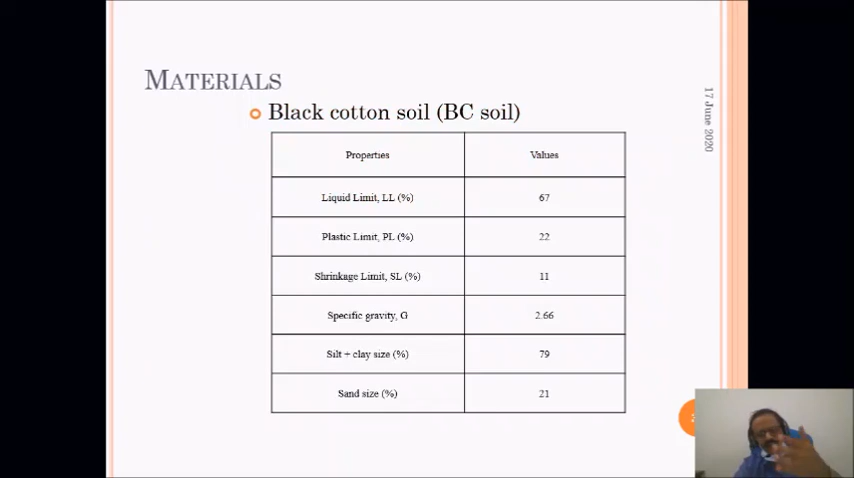 MATERIALS
Black cotton soil (BC soil)
Properties Values
Liquid Limit, LL (%) 67
Plastic Limit, PL (%) 22
Shrinkage Limit, SL (%) 11
Specific gravity, G 2.66
Silt + clay size (%) 79
Sand size (%) 21
17 June 2020